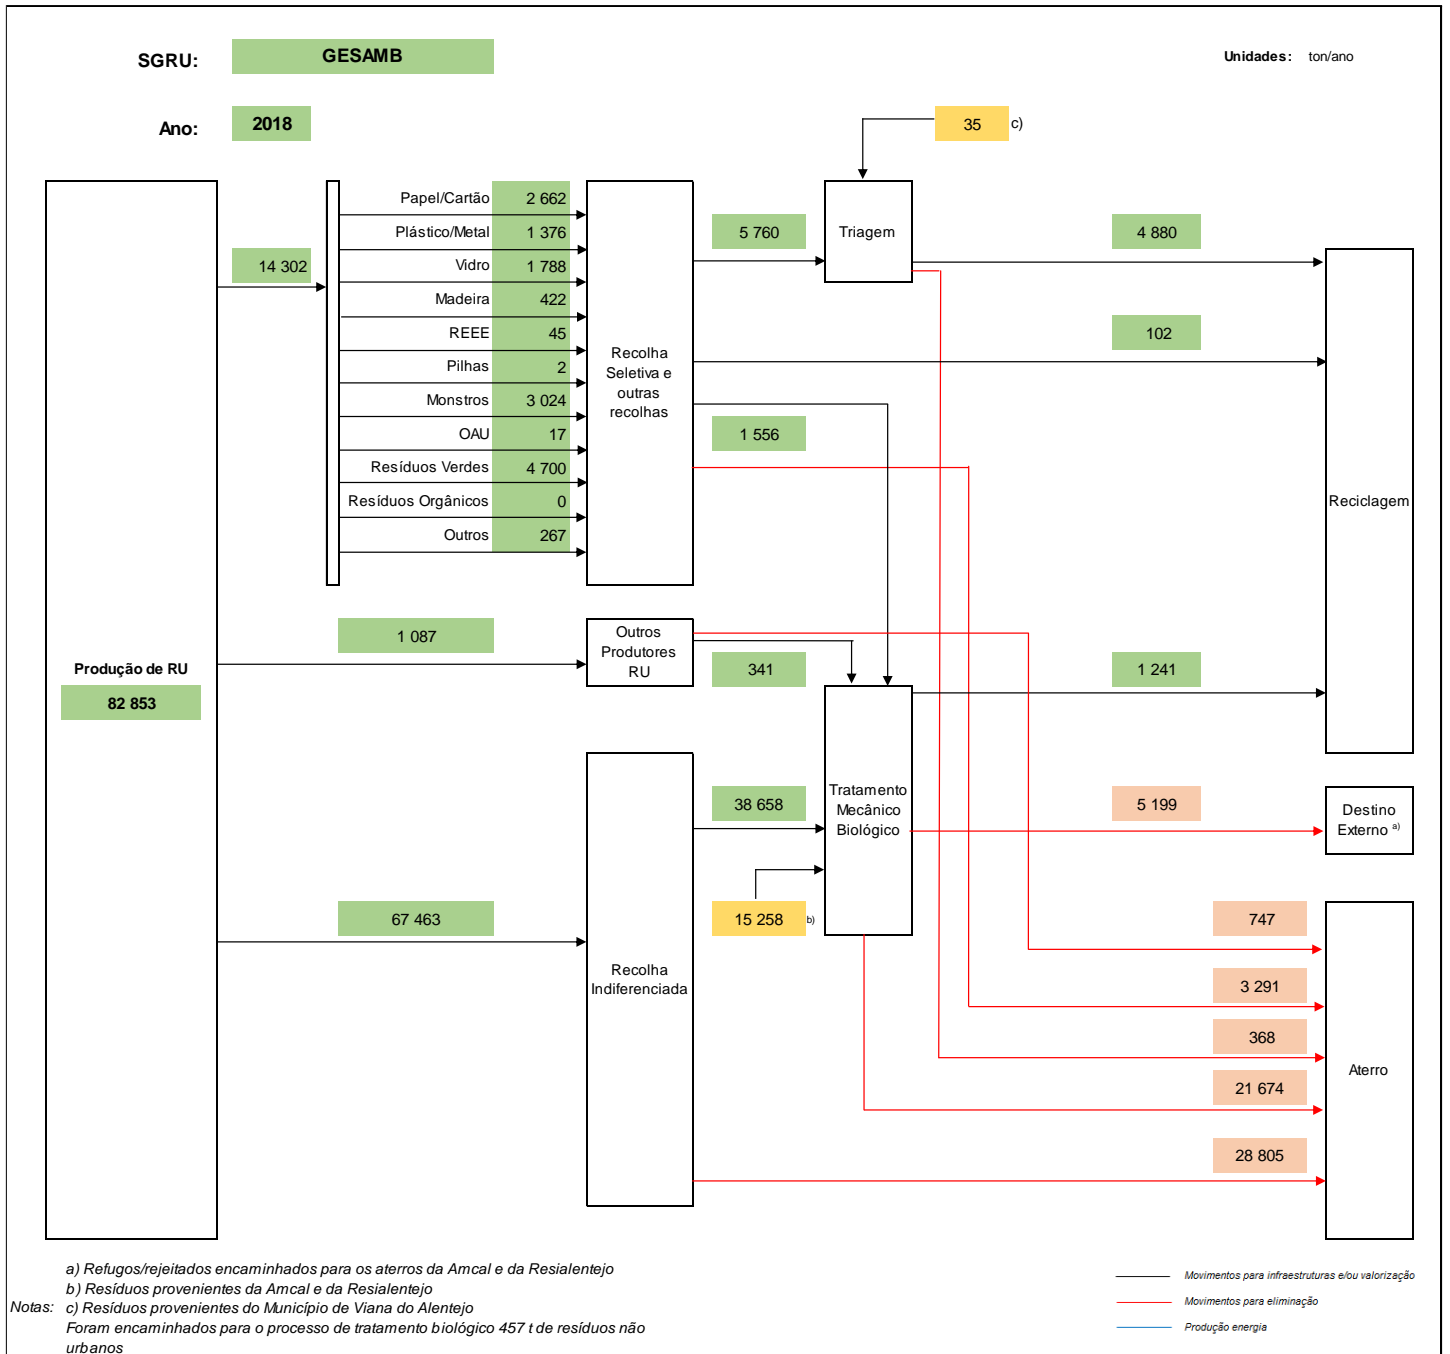 SGRU: GESAMB
Unidades: ton/ano
Ano: 2018
35 c)
Papel/Cartão 2 662
Plástico/Metal 1 376
Vidro 1 788
Madeira 422
REEE 45
Pilhas 2
Monstros 3 024
OAU 17
Resíduos Verdes 4 700
Resíduos Orgânicos 0
Outros 267
14 302
Recolha
Seletiva e
outras
recolhas
5 760
Triagem
4 880
102
1 556
Reciclagem
1 087
Outros
Produtores
RU
341
1 241
Produção de RU
82 853
38 658
Tratamento
Mecânico
Biológico
5 199
Destino
Externo a)
67 463
15 258 b)
Recolha
Indiferenciada
747
3 291
368
21 674
28 805
Aterro
a) Refugos/rejeitados encaminhados para os aterros da Amcal e da Resialentejo
b) Resíduos provenientes da Amcal e da Resialentejo
Notas: c) Resíduos provenientes do Município de Viana do Alentejo
Foram encaminhados para o processo de tratamento biológico 457 t de resíduos não
urbanos
Movimentos para infraestruturas e/ou valorização
Movimentos para eliminação
Produção energia